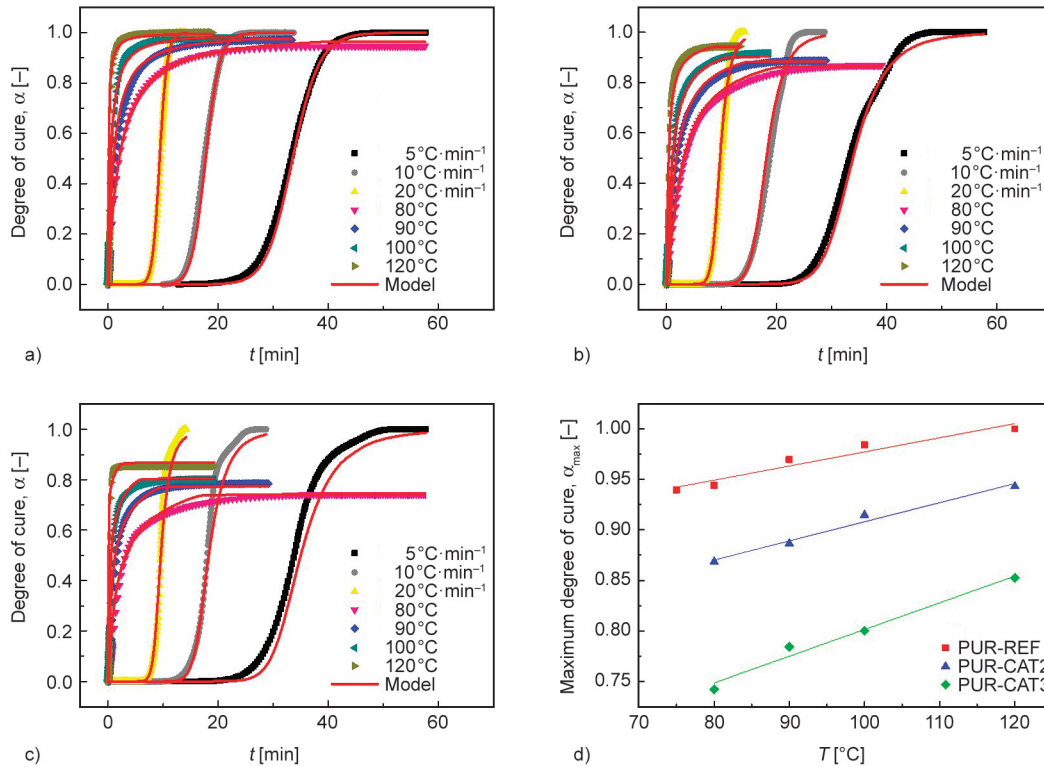 Degree of cure, α [–]
1.0
0.8
0.6
0.4
0.2
0.0
5°C·min⁻¹
10°C·min⁻¹
20°C·min⁻¹
80°C
90°C
100°C
120°C
Model
0 20 40 60
t [min]
a)
Degree of cure, α [–]
1.0
0.8
0.6
0.4
0.2
0.0
5°C·min⁻¹
10°C·min⁻¹
20°C·min⁻¹
80°C
90°C
100°C
120°C
Model
0 20 40 60
t [min]
b)
Degree of cure, α [–]
1.0
0.8
0.6
0.4
0.2
0.0
5°C·min⁻¹
10°C·min⁻¹
20°C·min⁻¹
80°C
90°C
100°C
120°C
Model
0 20 40 60
t [min]
c)
Maximum degree of cure, αmax [–]
1.00
0.95
0.90
0.85
0.80
0.75
PUR-REF
PUR-CAT2
PUR-CAT3
70 80 90 100 110 120
T [°C]
d)